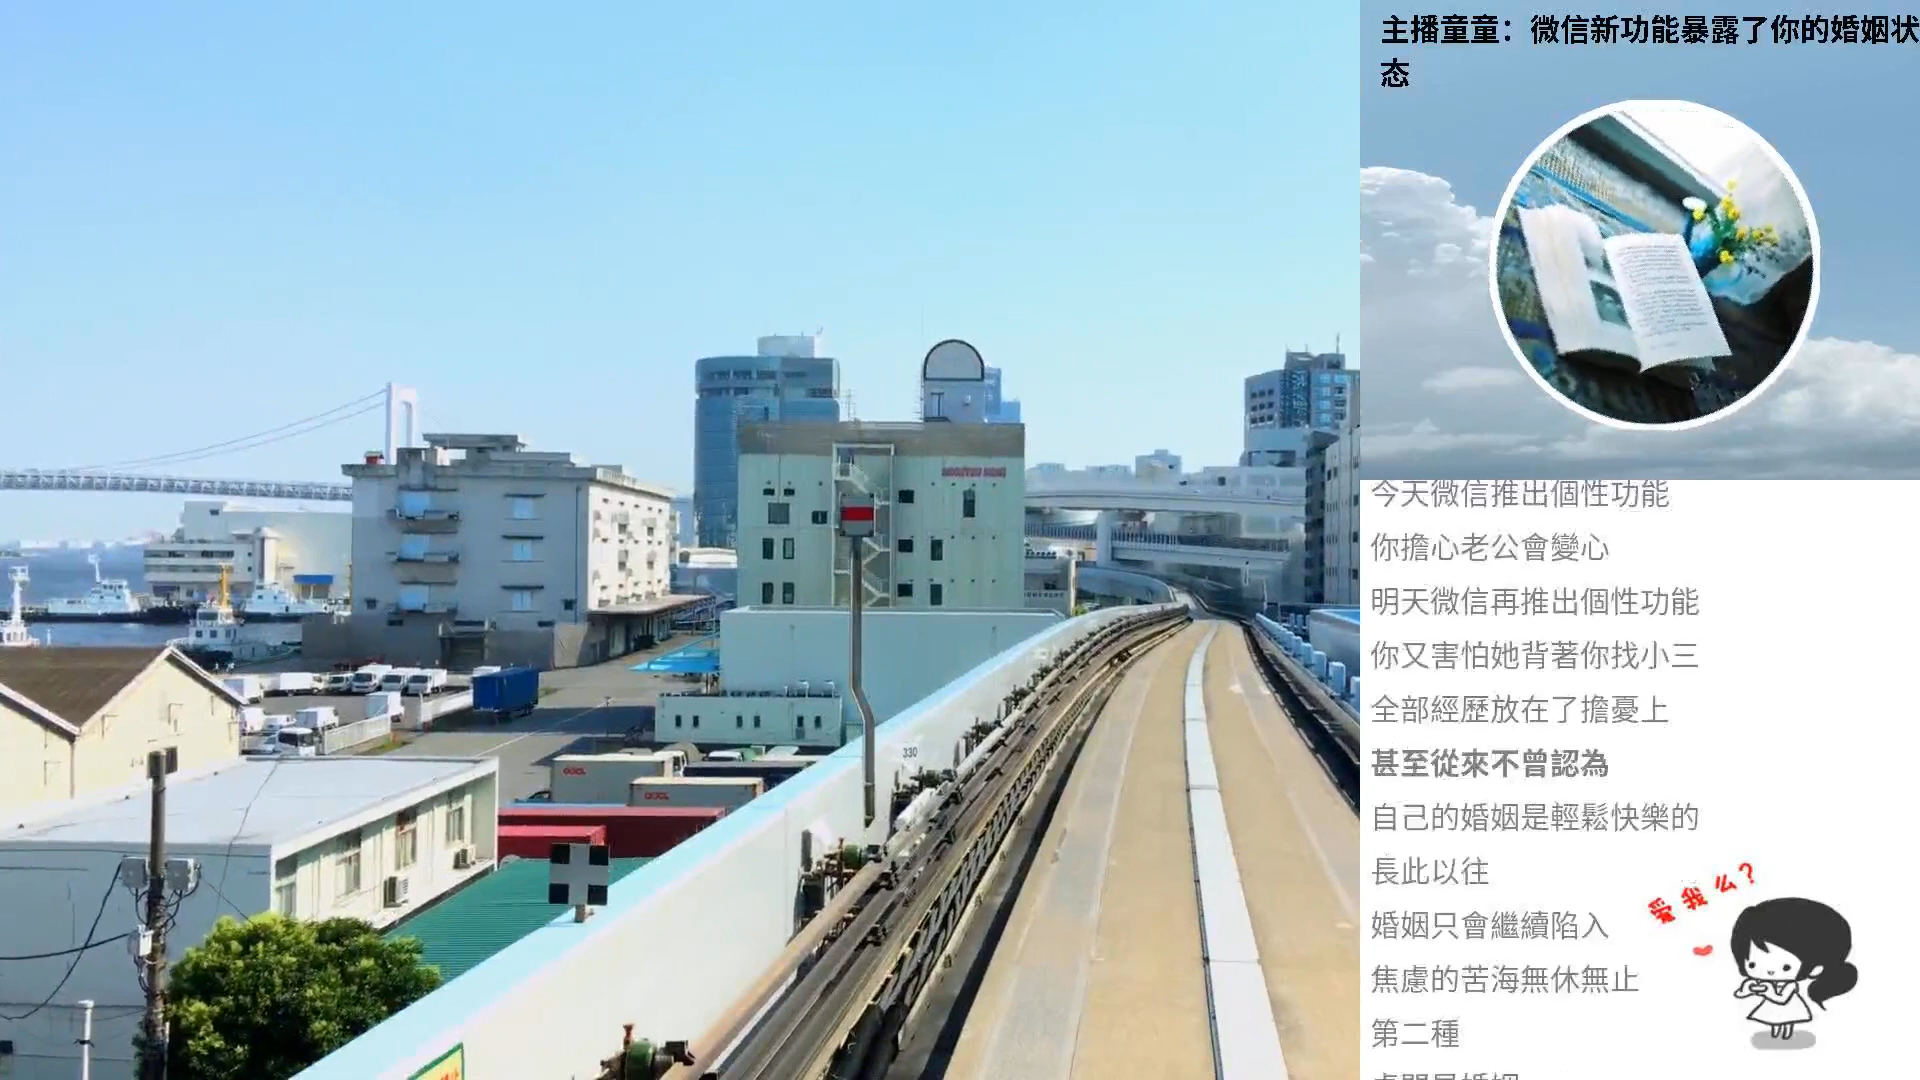 主播童童：微信新功能暴露了你的婚姻状
态
今天微信推出個性功能
你擔心老公會變心
明天微信再推出個性功能
你又害怕她背著你找小三
全部經歷放在了擔憂上
甚至從來不曾認為
自己的婚姻是輕鬆快樂的
長此以往
婚姻只會繼續陷入
焦慮的苦海無休無止
第二種
愛我么?
330
OOCL
OOCL